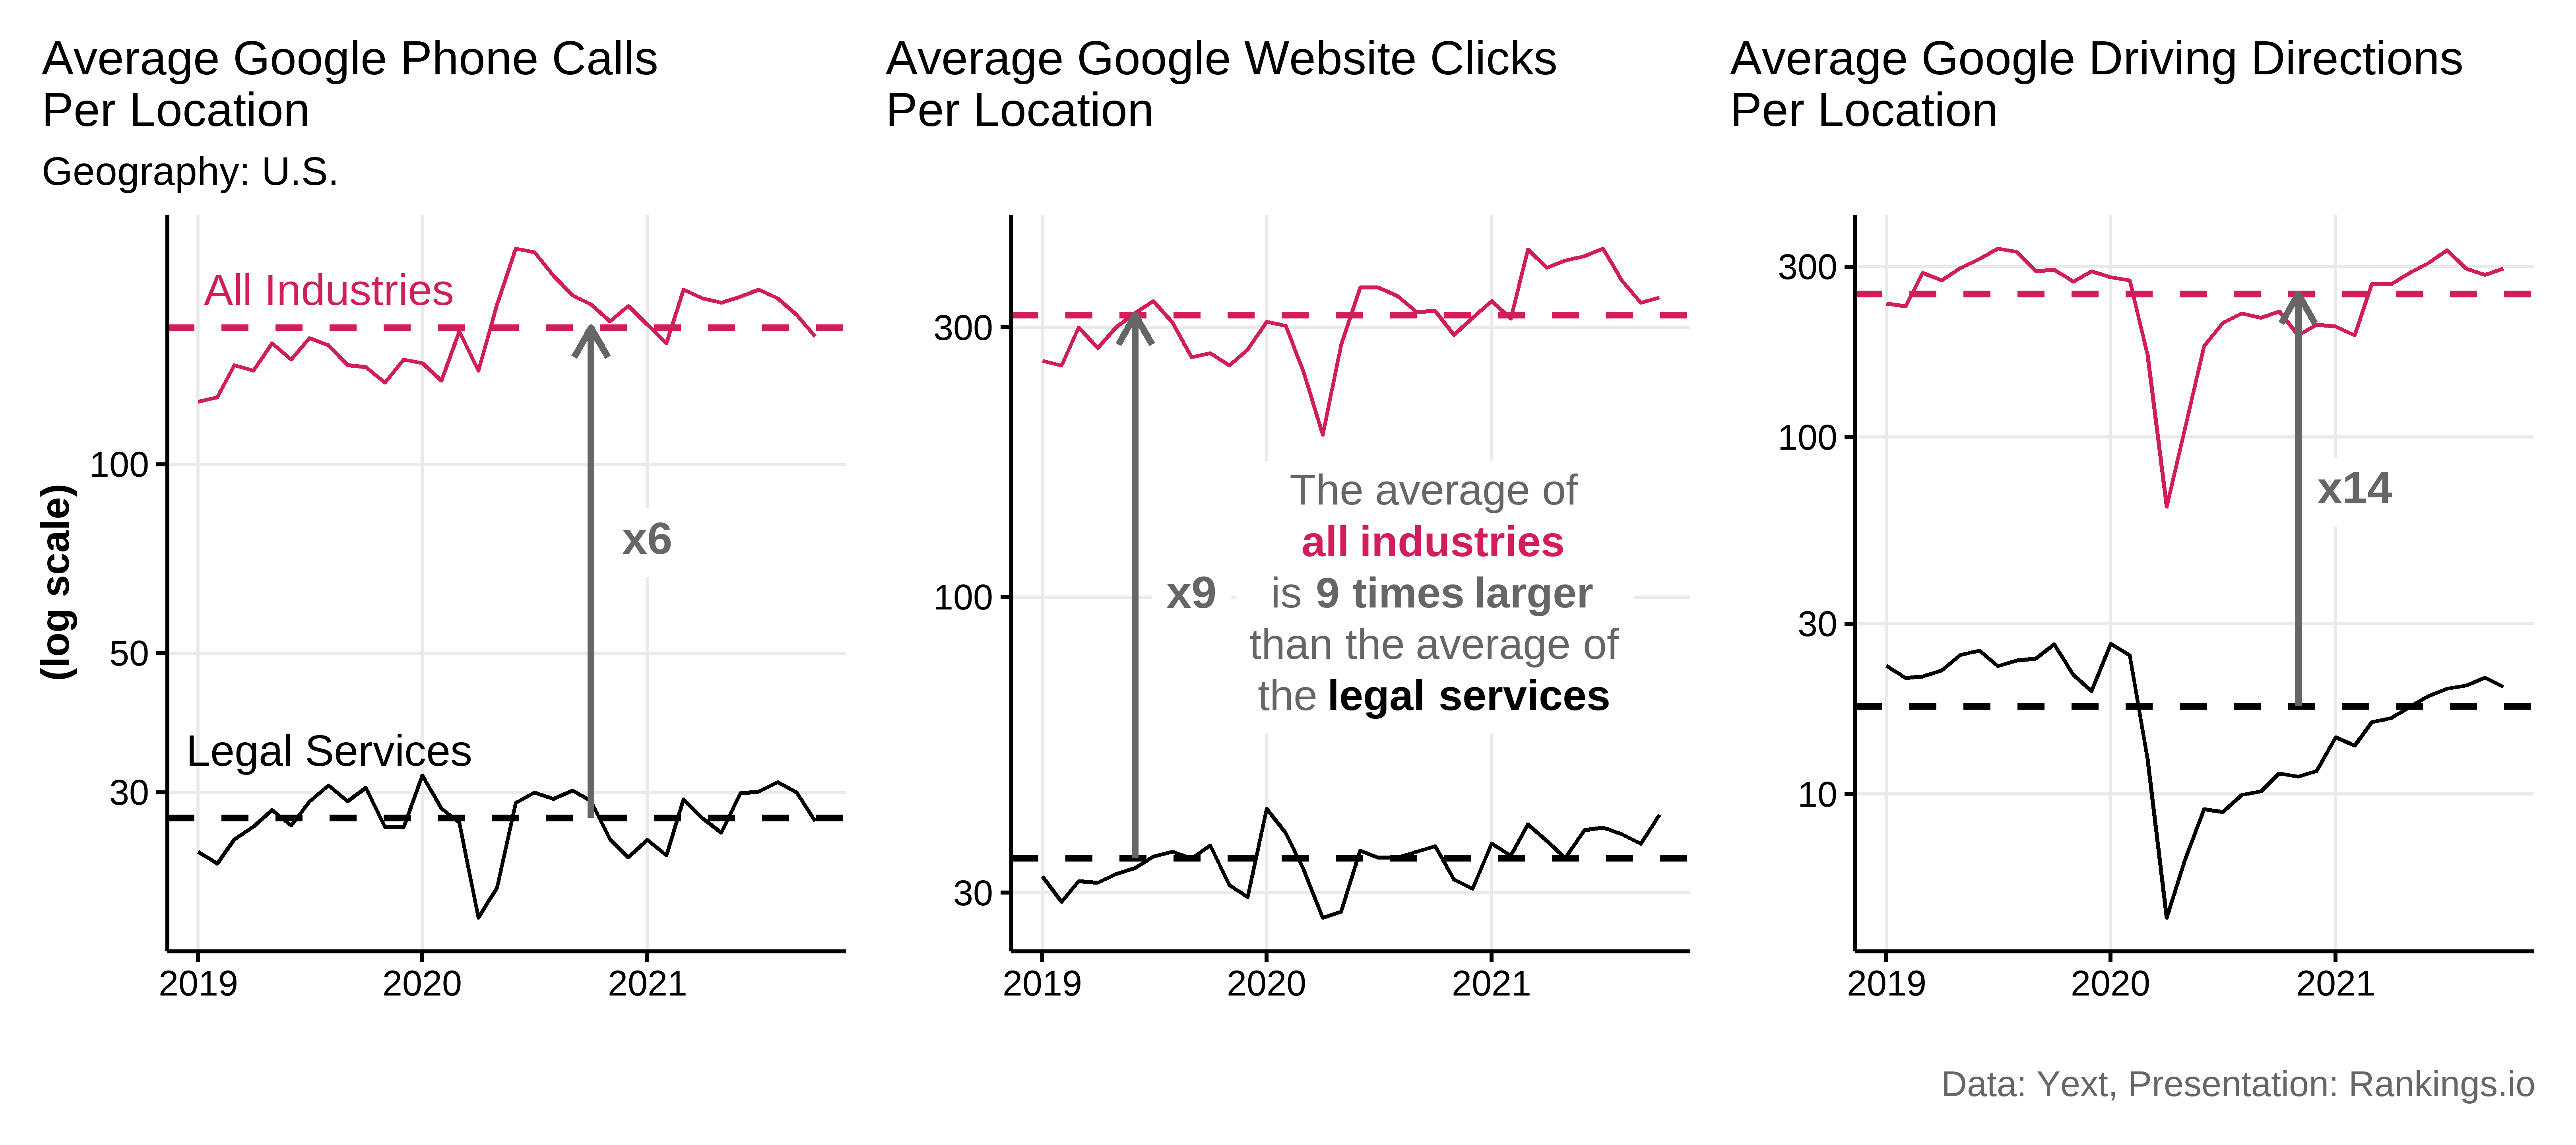 Average Google Phone Calls
Per Location
Geography: U.S.
All Industries
100
50
30
(log scale)
x6
Legal Services
2019 2020 2021
Average Google Website Clicks
Per Location
300
100
30
x9
The average of
all industries
is 9 times larger
than the average of
the legal services
2019 2020 2021
Average Google Driving Directions
Per Location
300
100
30
10
x14
2019 2020 2021
Data: Yext, Presentation: Rankings.io